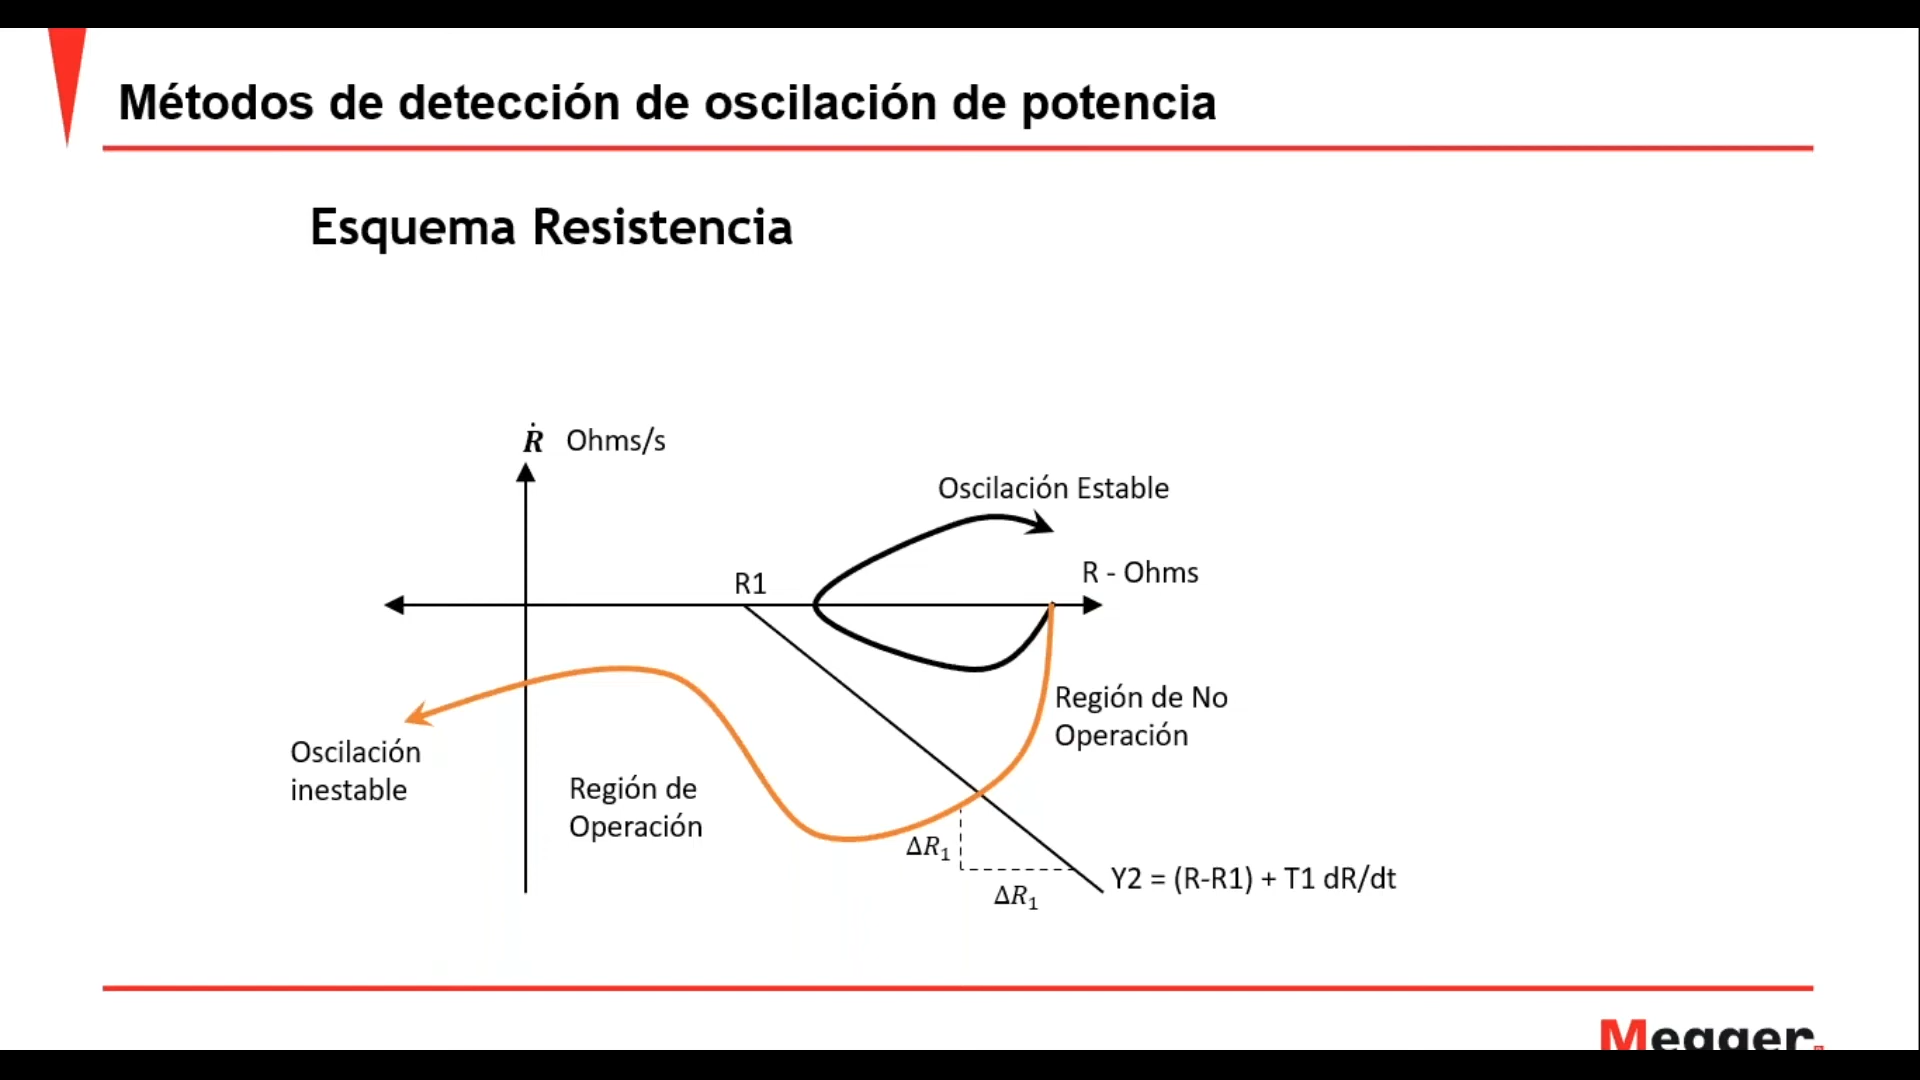 Métodos de detección de oscilación de potencia
Esquema Resistencia
Ṙ Ohms/s
Oscilación Estable
R - Ohms
R1
Región de No
Operación
Oscilación
inestable
Región de
Operación
ΔR₁
ΔR₁
Y2 = (R-R1) + T1 dR/dt
Megger